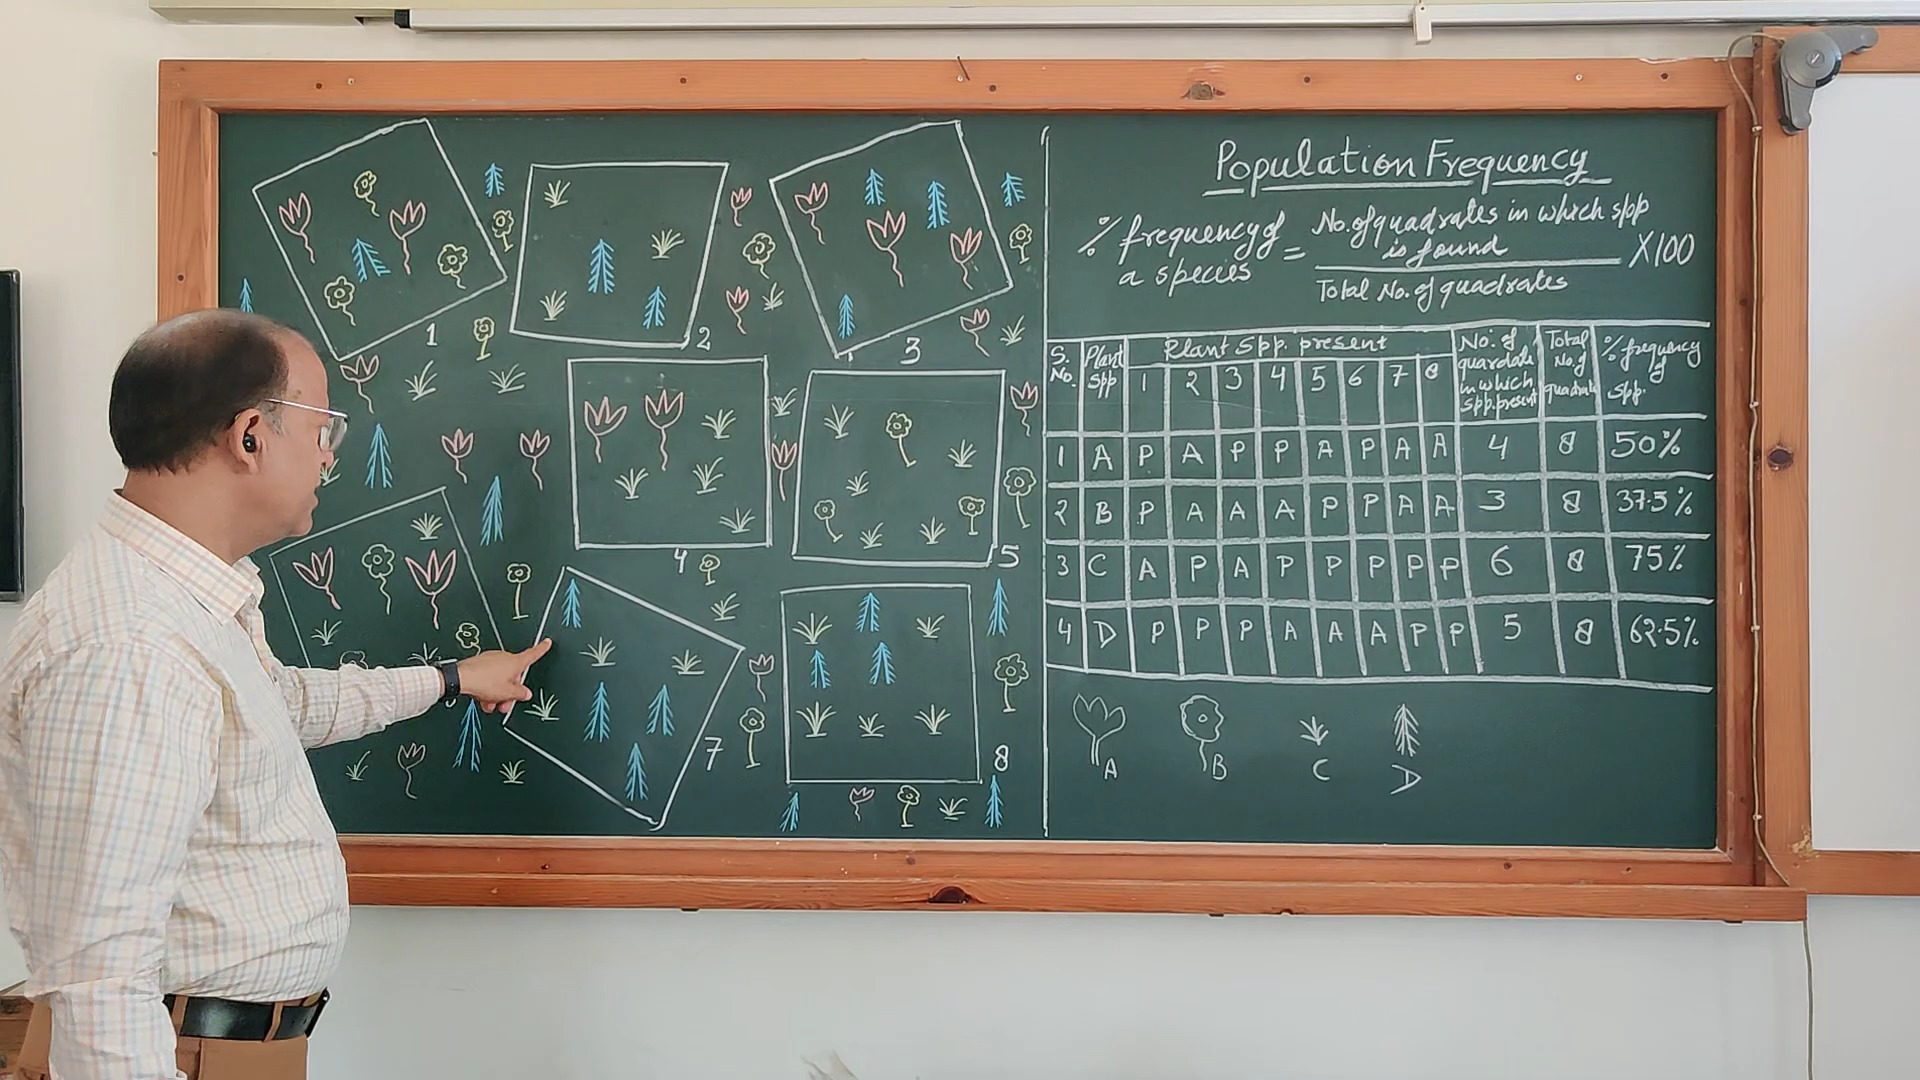 Population Frequency
% frequency of a species = No. of quadrates in which spp is found / Total No. of quadrates X100
S. No. Plant spp Plant Spp. present No. of quardats in which spp. present Total No. of quadrats % frequency of spp.
1 2 3 4 5 6 7 8
1 A P A P P A P A A 4 8 50%
2 B P A A A P P A A 3 8 37.5%
3 C A P A P P P P P 6 8 75%
4 D P P P A A A P P 5 8 62.5%
A B C D
1
2
3
4
5
7
8